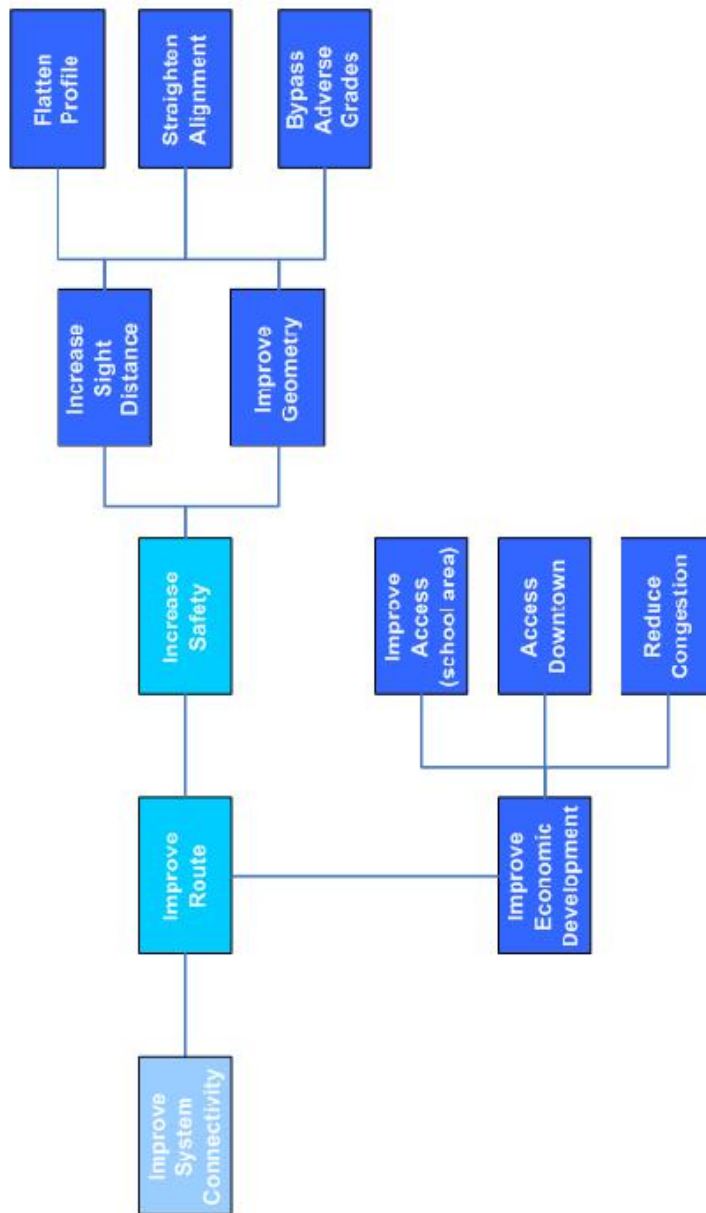 Improve
System
Connectivity
Improve
Route
Increase
Safety
Increase
Sight
Distance
Improve
Geometry
Flatten
Profile
Straighten
Alignment
Bypass
Adverse
Grades
Improve
Economic
Development
Improve
Access
(school area)
Access
Downtown
Reduce
Congestion